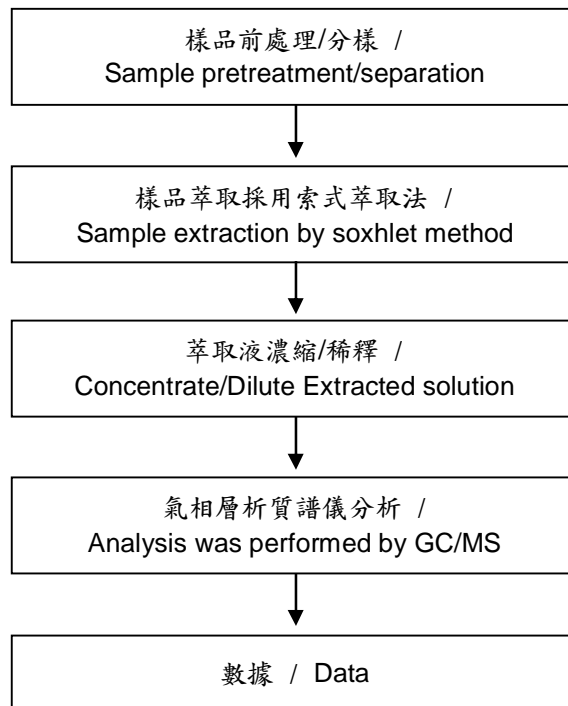 樣品前處理/分樣 /
Sample pretreatment/separation
樣品萃取採用索式萃取法 /
Sample extraction by soxhlet method
萃取液濃縮/稀釋 /
Concentrate/Dilute Extracted solution
氣相層析質譜儀分析 /
Analysis was performed by GC/MS
數據 / Data